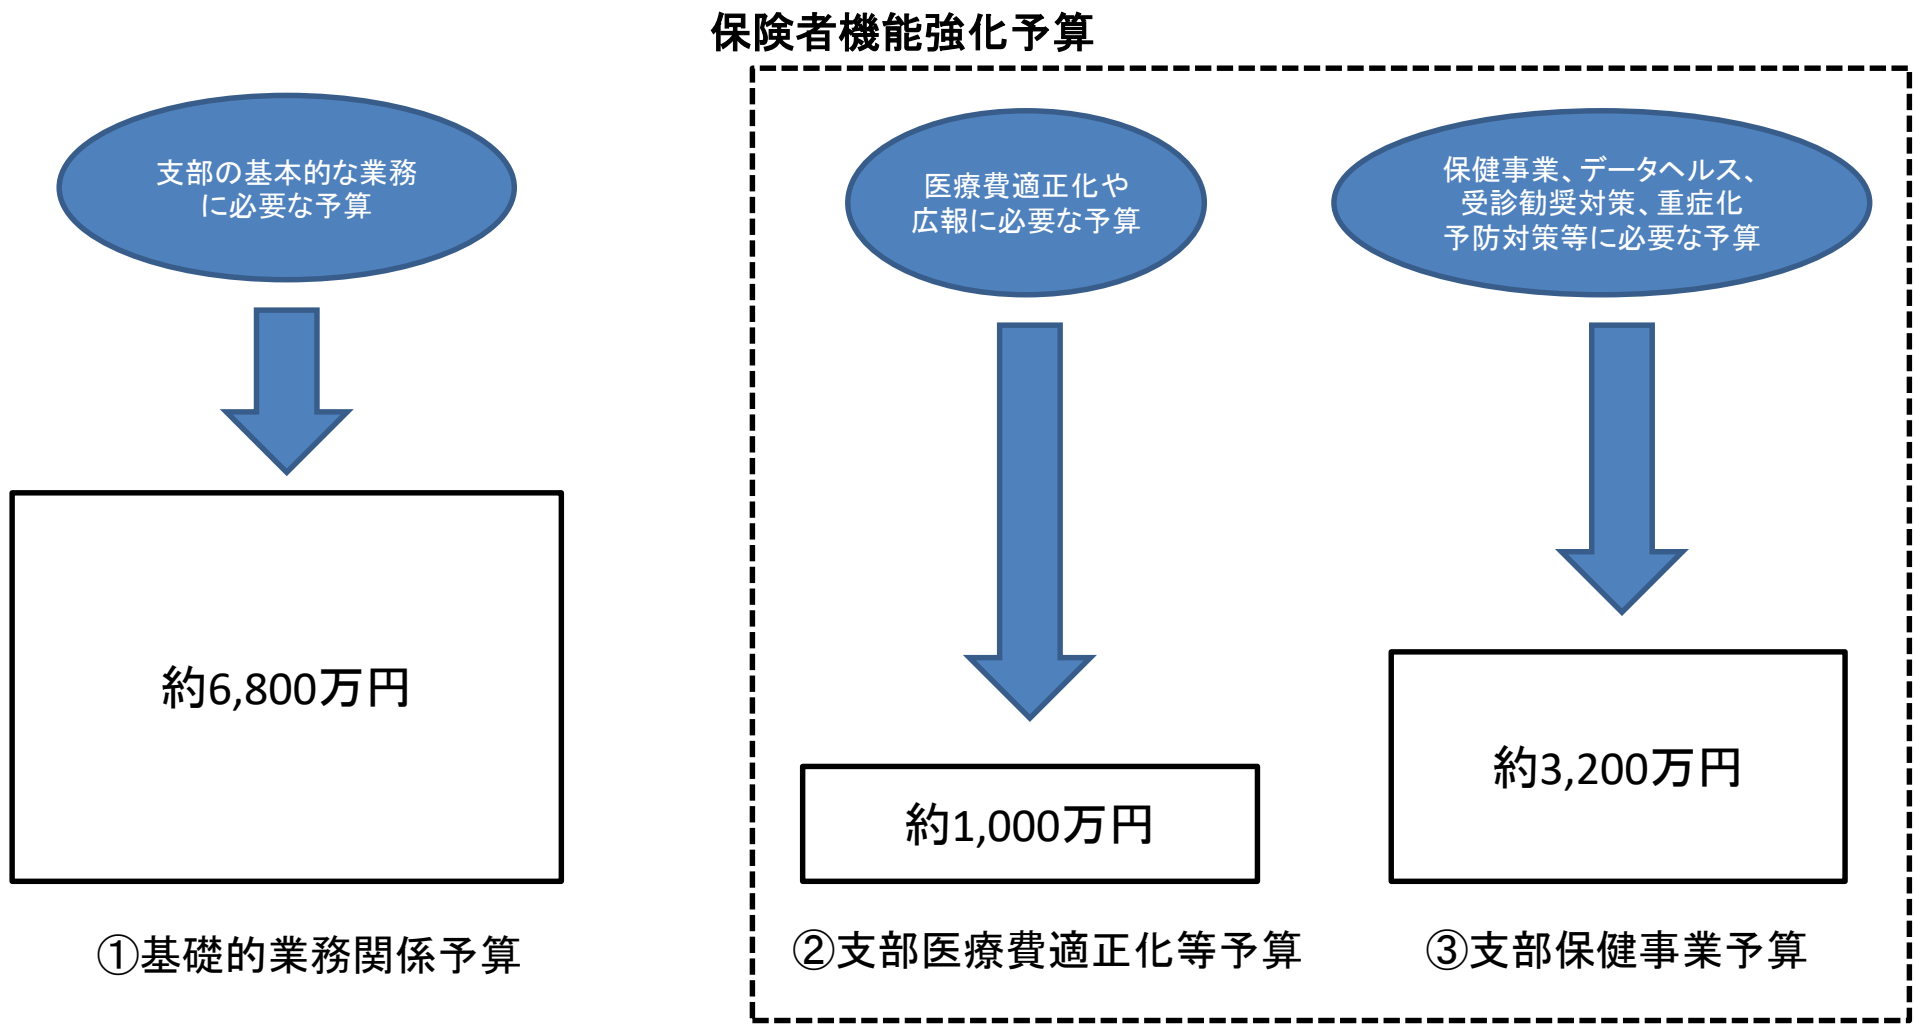 保険者機能強化予算
支部の基本的な業務
に必要な予算
医療費適正化や
広報に必要な予算
保健事業、データヘルス、
受診勧奨対策、重症化
予防対策等に必要な予算
約6,800万円
約1,000万円
約3,200万円
①基礎的業務関係予算
②支部医療費適正化等予算
③支部保健事業予算